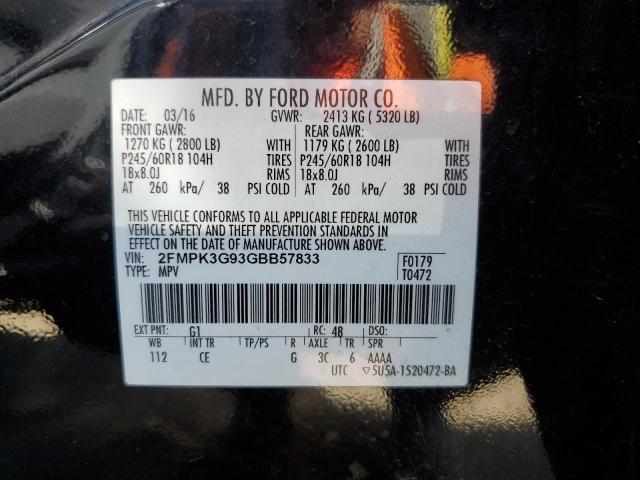 MFD. BY FORD MOTOR CO.
DATE: 03/16 GVWR: 2413 KG ( 5320 LB)
FRONT GAWR: REAR GAWR:
1270 KG ( 2800 LB) WITH 1179 KG ( 2600 LB) WITH
P245/60R18 104H TIRES P245/60R18 104H TIRES
18x8.0J RIMS 18x8.0J RIMS
AT 260 kPa/ 38 PSI COLD AT 260 kPa/ 38 PSI COLD
THIS VEHICLE CONFORMS TO ALL APPLICABLE FEDERAL MOTOR
VEHICLE SAFETY AND THEFT PREVENTION STANDARDS IN
EFFECT ON THE DATE OF MANUFACTURE SHOWN ABOVE.
VIN: 2FMPK3G93GBB57833 F0179
TYPE: MPV T0472
EXT PNT: G1 RC: 48 DSO:
WB INT TR TP/PS R AXLE TR SPR
112 CE G 3C 6 AAAA
UTC ▽5U5A-1520472-BA